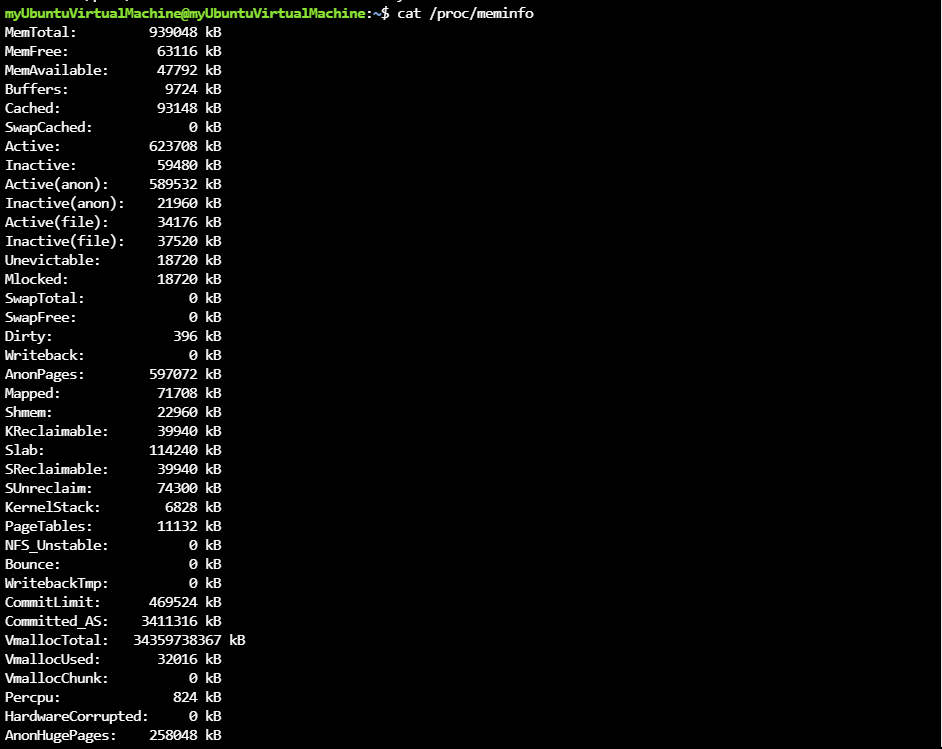 myUbuntuVirtualMachine@myUbuntuVirtualMachine:~$ cat /proc/meminfo
MemTotal:         939048 kB
MemFree:           63116 kB
MemAvailable:      47792 kB
Buffers:            9724 kB
Cached:            93148 kB
SwapCached:            0 kB
Active:           623708 kB
Inactive:          59480 kB
Active(anon):     589532 kB
Inactive(anon):    21960 kB
Active(file):      34176 kB
Inactive(file):    37520 kB
Unevictable:       18720 kB
Mlocked:           18720 kB
SwapTotal:             0 kB
SwapFree:              0 kB
Dirty:               396 kB
Writeback:             0 kB
AnonPages:        597072 kB
Mapped:            71708 kB
Shmem:             22960 kB
KReclaimable:      39940 kB
Slab:             114240 kB
SReclaimable:      39940 kB
SUnreclaim:        74300 kB
KernelStack:        6828 kB
PageTables:        11132 kB
NFS_Unstable:          0 kB
Bounce:                0 kB
WritebackTmp:          0 kB
CommitLimit:      469524 kB
Committed_AS:    3411316 kB
VmallocTotal:   34359738367 kB
VmallocUsed:       32016 kB
VmallocChunk:          0 kB
Percpu:              824 kB
HardwareCorrupted:     0 kB
AnonHugePages:    258048 kB